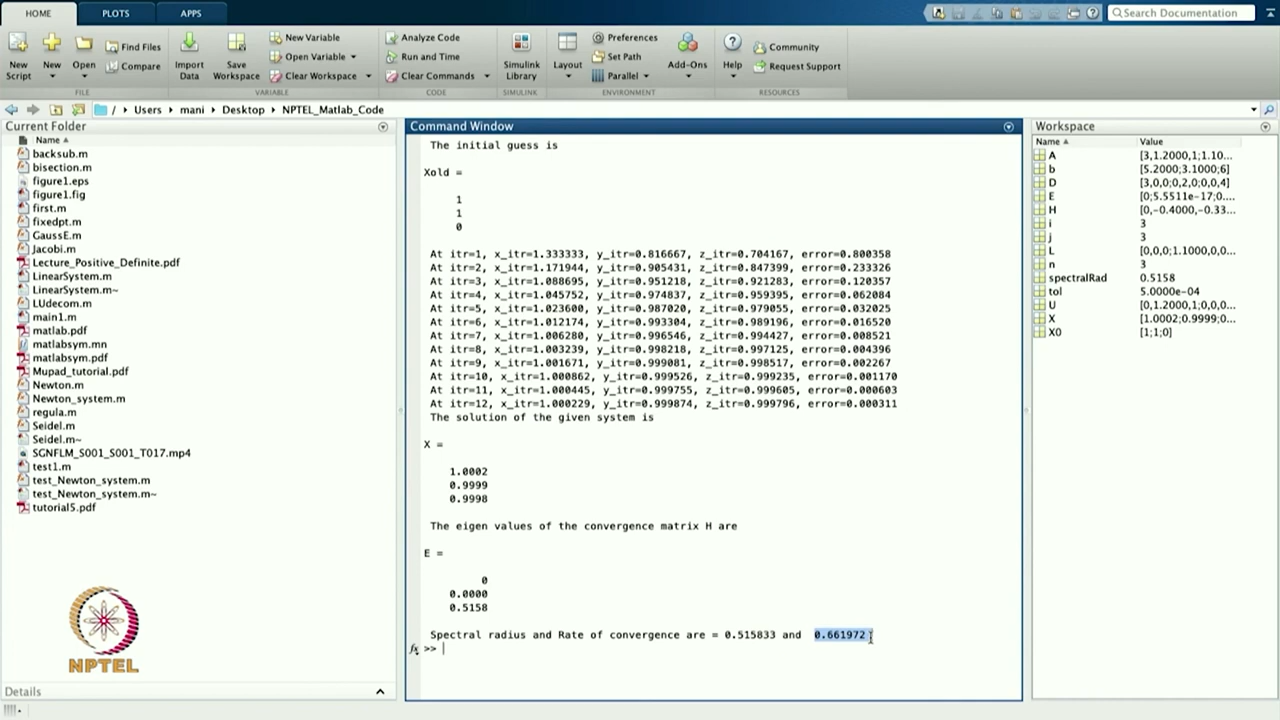 HOME PLOTS APPS
Search Documentation
New Script
New
Open
Find Files
Compare
FILE
Import Data
Save Workspace
New Variable
Open Variable
Clear Workspace
VARIABLE
Analyze Code
Run and Time
Clear Commands
CODE
Simulink Library
SIMULINK
Layout
Preferences
Set Path
Parallel
Add-Ons
ENVIRONMENT
Help
Community
Request Support
RESOURCES
/ Users mani Desktop NPTEL_Matlab_Code
Current Folder
Name
backsub.m
bisection.m
figure1.eps
figure1.fig
first.m
fixedpt.m
GaussE.m
Jacobi.m
Lecture_Positive_Definite.pdf
LinearSystem.m
LinearSystem.m~
LUdecom.m
main1.m
matlab.pdf
matlabsym.mn
matlabsym.pdf
Mupad_tutorial.pdf
Newton.m
Newton_system.m
regula.m
Seidel.m
Seidel.m~
SGNFLM_S001_S001_T017.mp4
test1.m
test_Newton_system.m
test_Newton_system.m~
tutorial5.pdf
NPTEL
Details
Command Window
The initial guess is
Xold =
1
1
0
At itr=1, x_itr=1.333333, y_itr=0.816667, z_itr=0.704167, error=0.800358
At itr=2, x_itr=1.171944, y_itr=0.905431, z_itr=0.847399, error=0.233326
At itr=3, x_itr=1.088695, y_itr=0.951218, z_itr=0.921283, error=0.120357
At itr=4, x_itr=1.045752, y_itr=0.974837, z_itr=0.959395, error=0.062084
At itr=5, x_itr=1.023600, y_itr=0.987020, z_itr=0.979055, error=0.032025
At itr=6, x_itr=1.012174, y_itr=0.993304, z_itr=0.989196, error=0.016520
At itr=7, x_itr=1.006280, y_itr=0.996546, z_itr=0.994427, error=0.008521
At itr=8, x_itr=1.003239, y_itr=0.998218, z_itr=0.997125, error=0.004396
At itr=9, x_itr=1.001671, y_itr=0.999081, z_itr=0.998517, error=0.002267
At itr=10, x_itr=1.000862, y_itr=0.999526, z_itr=0.999235, error=0.001170
At itr=11, x_itr=1.000445, y_itr=0.999755, z_itr=0.999605, error=0.000603
At itr=12, x_itr=1.000229, y_itr=0.999874, z_itr=0.999796, error=0.000311
The solution of the given system is
X =
1.0002
0.9999
0.9998
The eigen values of the convergence matrix H are
E =
0
0.0000
0.5158
Spectral radius and Rate of convergence are = 0.515833 and 0.661972
fx >>
Workspace
Name Value
A [3,1.2000,1;1.10...
b [5.2000;3.1000;6]
D [3,0,0;0,2,0;0,0,4]
E [0;5.5511e-17;0....
H [0,-0.4000,-0.33...
i 3
j 3
L [0,0,0;1.1000,0,0...
n 3
spectralRad 0.5158
tol 5.0000e-04
U [0,1.2000,1;0,0,0...
X [1.0002;0.9999;0...
X0 [1;1;0]